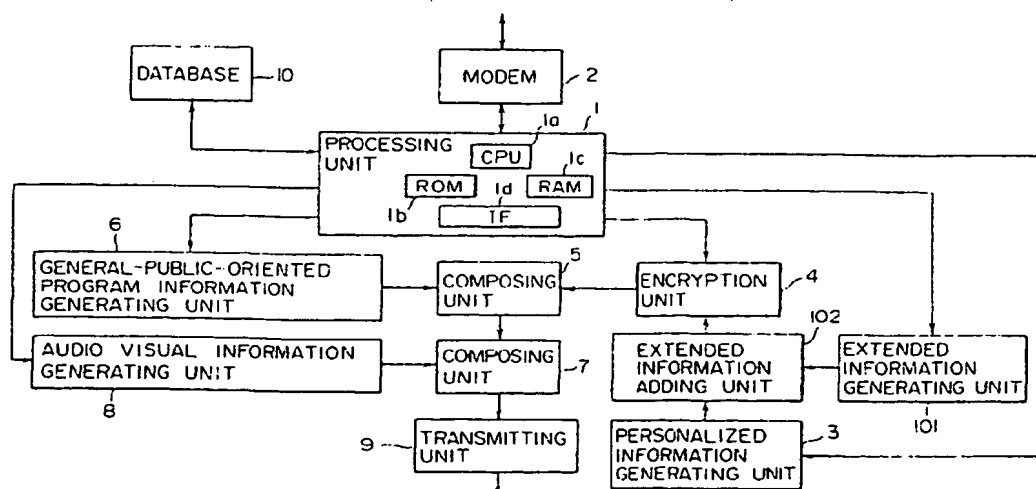 DATABASE
10
MODEM
2
1
PROCESSING
UNIT
1a
CPU
1c
ROM
RAM
1d
1b
IF
6
GENERAL-PUBLIC-ORIENTED
PROGRAM INFORMATION
GENERATING UNIT
5
COMPOSING
UNIT
ENCRYPTION
UNIT
4
102
AUDIO VISUAL INFORMATION
GENERATING UNIT
8
COMPOSING
UNIT
7
EXTENDED
INFORMATION
ADDING UNIT
EXTENDED
INFORMATION
GENERATING UNIT
101
9
TRANSMITTING
UNIT
PERSONALIZED
INFORMATION
GENERATING UNIT
3